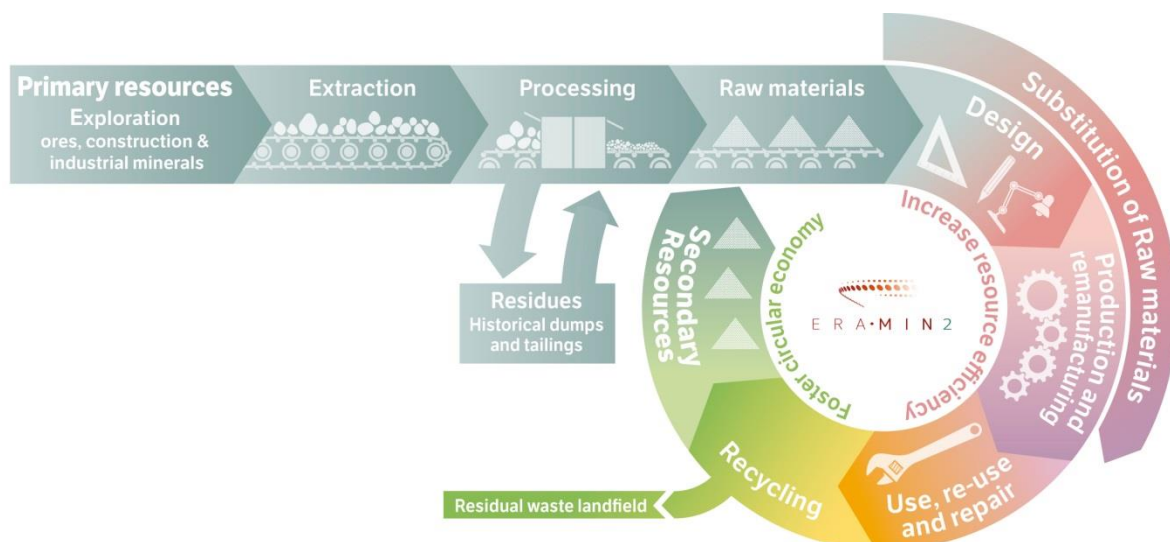 Primary resources
Exploration
ores, construction &
industrial minerals
Extraction
Processing
Raw materials
Design
Substitution of Raw materials
Production and
remanufacturing
Use, re-use
and repair
Recycling
Residual waste landfield
Secondary
Resources
Residues
Historical dumps
and tailings
Increase resource efficiency
Foster circular economy
ERA•MIN2